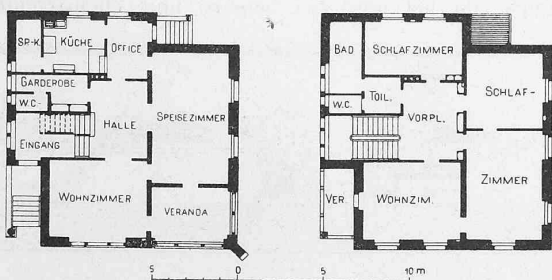 SP.-K.
KÜCHE
OFFICE
GARDEROBE
W.C.-
EINGANG
HALLE
SPEISEZIMMER
WOHNZIMMER
VERANDA
BAD
SCHLAFZIMMER
W.C.
TOIL.
VORPL.
SCHLAF-
ZIMMER
VER.
WOHNZIM.
5 0 5 10 m